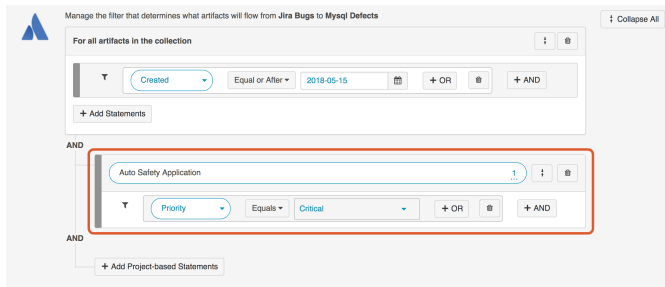 Manage the filter that determines what artifacts will flow from Jira Bugs to Mysql Defects
Collapse All
For all artifacts in the collection
Created Equal or After 2018-05-15 + OR + AND
+ Add Statements
AND
Auto Safety Application 1
Priority Equals Critical + OR + AND
AND
+ Add Project-based Statements